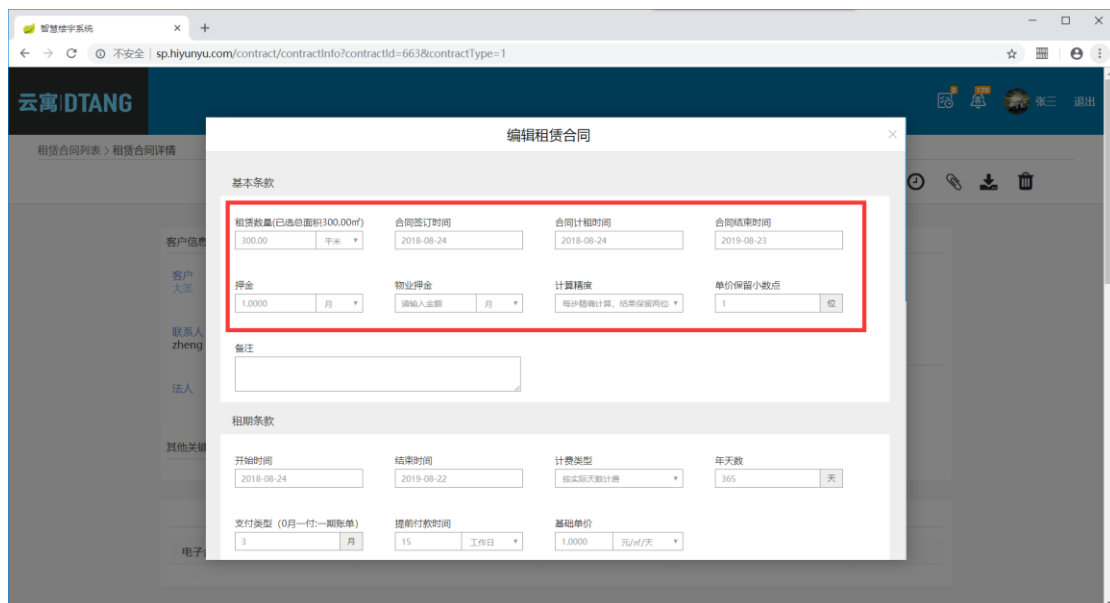 智慧楼宇系统
不安全 | sp.hiyunyu.com/contract/contractInfo?contractId=663&contractType=1
云寓 DTANG
170 张三 退出
租赁合同列表 > 租赁合同详情
编辑租赁合同
基本条款
租赁数量(已选总面积300.00㎡) 合同签订时间 合同计租时间 合同结束时间
300.00 平米 2018-08-24 2018-08-24 2019-08-23
客户信息
押金 物业押金 计算精度 单价保留小数点
1.0000 月 请输入金额 月 每步精确计算，结果保留两位 1 位
客户
大圣
联系人
zheng
备注
法人
租期条款
其他关键
开始时间 结束时间 计费类型 年天数
2018-08-24 2019-08-22 按实际天数计费 365 天
支付类型（0月一付:一期账单） 提前付款时间 基础单价
3 月 15 工作日 1.0000 元/㎡/天
电子